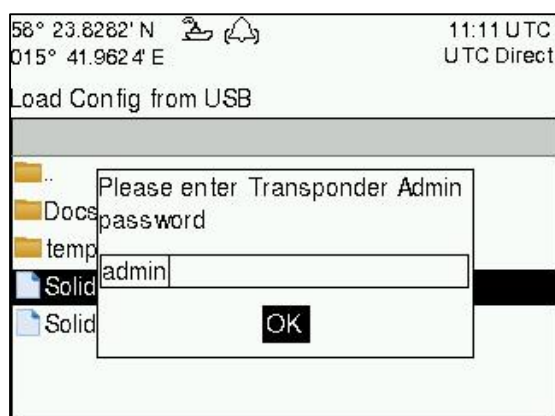 58° 23.8282' N
11:11 UTC
015° 41.9624' E
UTC Direct
Load Config from USB
..
Docs
temp
Solid
Solid
Please enter Transponder Admin
password
admin
OK